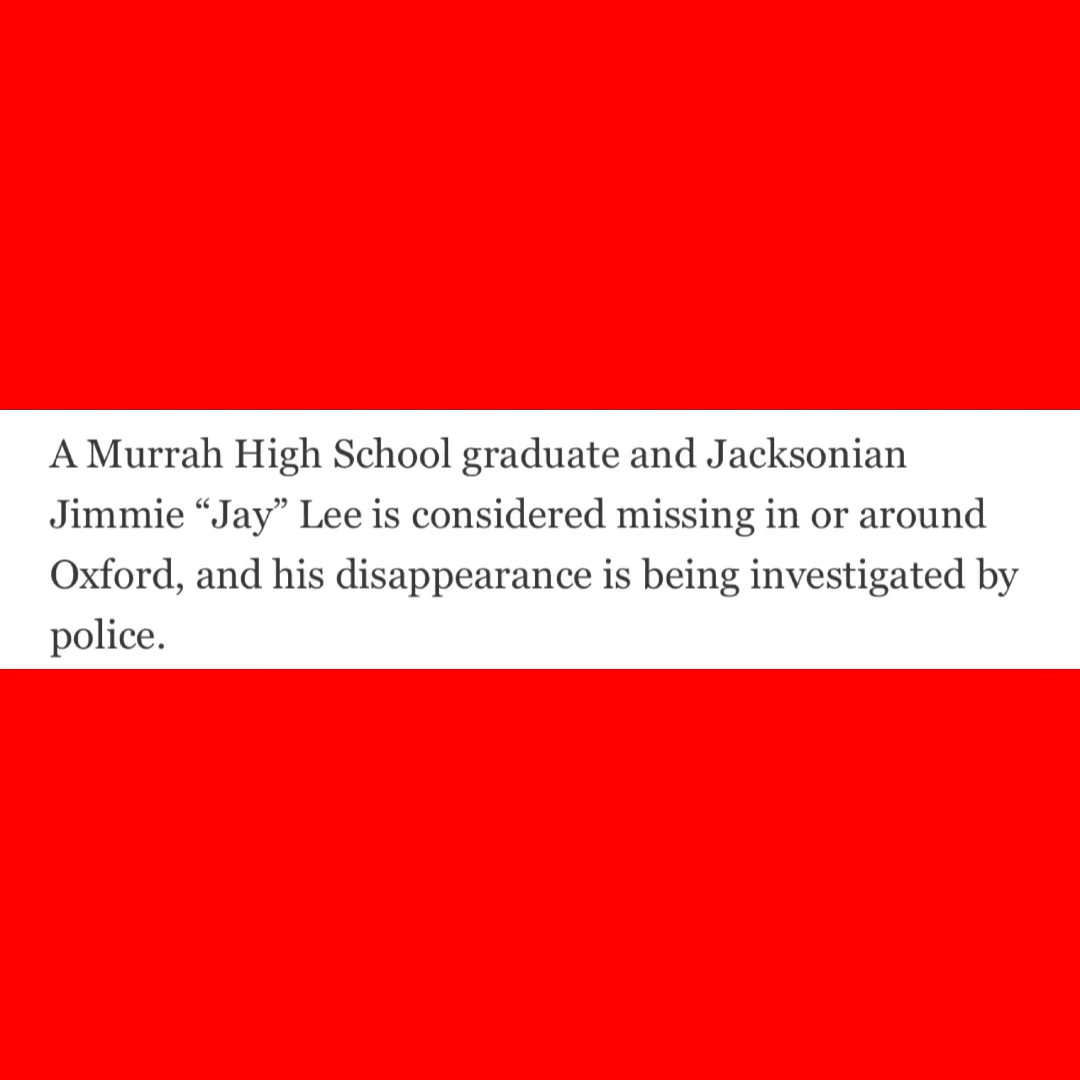 A Murrah High School graduate and Jacksonian
Jimmie “Jay” Lee is considered missing in or around
Oxford, and his disappearance is being investigated by
police.